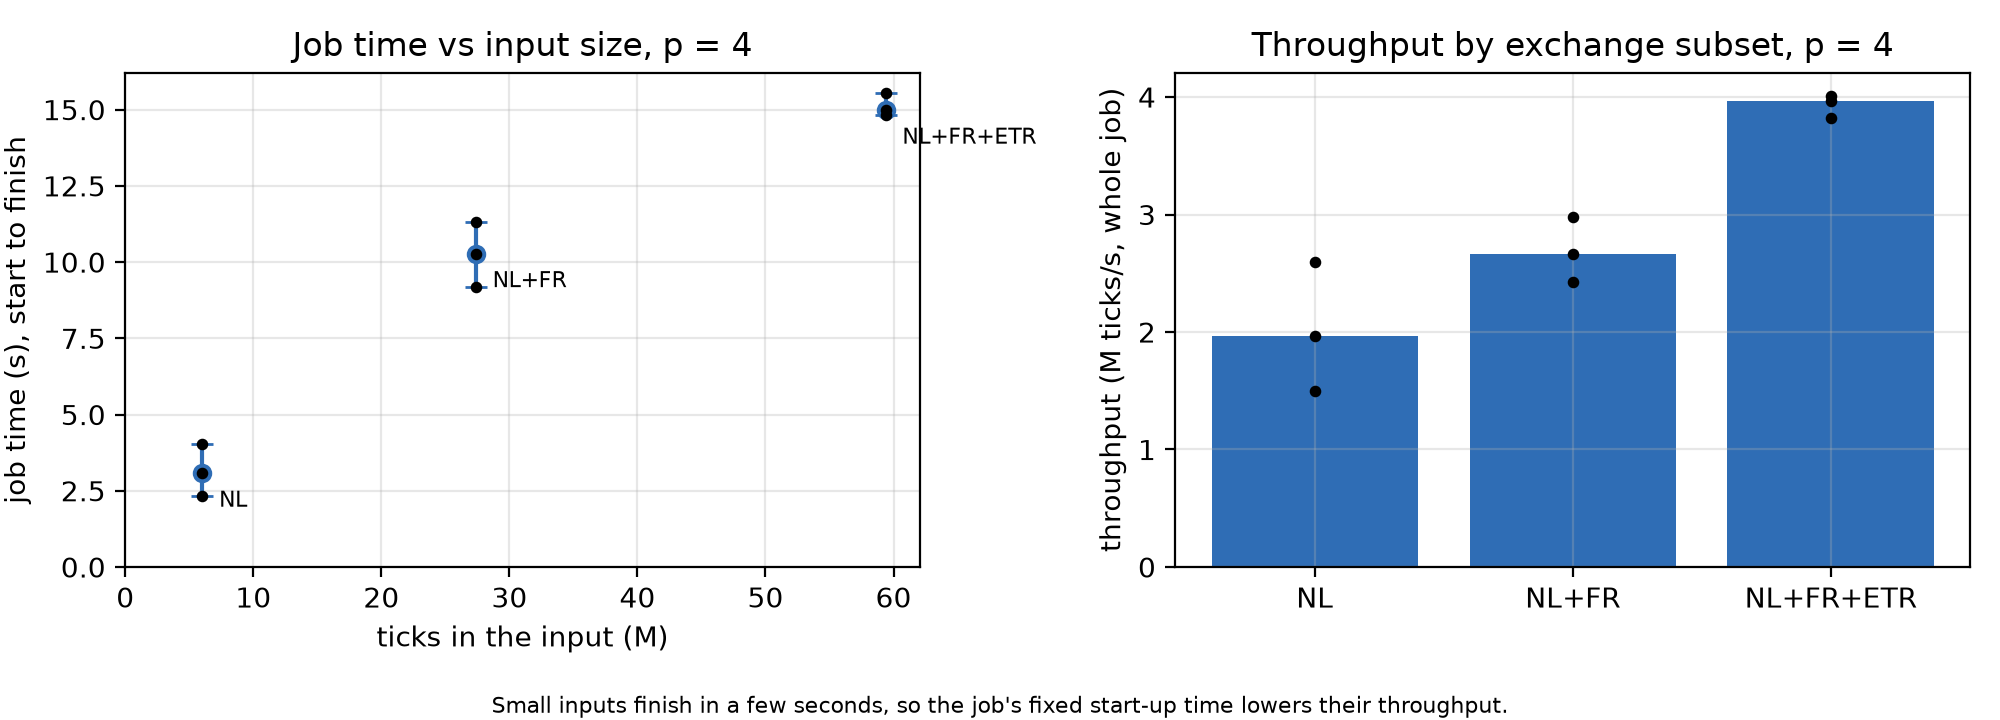 Job time vs input size, p = 4
job time (s), start to finish
15.0
12.5
10.0
7.5
5.0
2.5
0.0
NL+FR+ETR
NL+FR
NL
0 10 20 30 40 50 60
ticks in the input (M)
Throughput by exchange subset, p = 4
throughput (M ticks/s, whole job)
4
3
2
1
0
NL NL+FR NL+FR+ETR
Small inputs finish in a few seconds, so the job's fixed start-up time lowers their throughput.